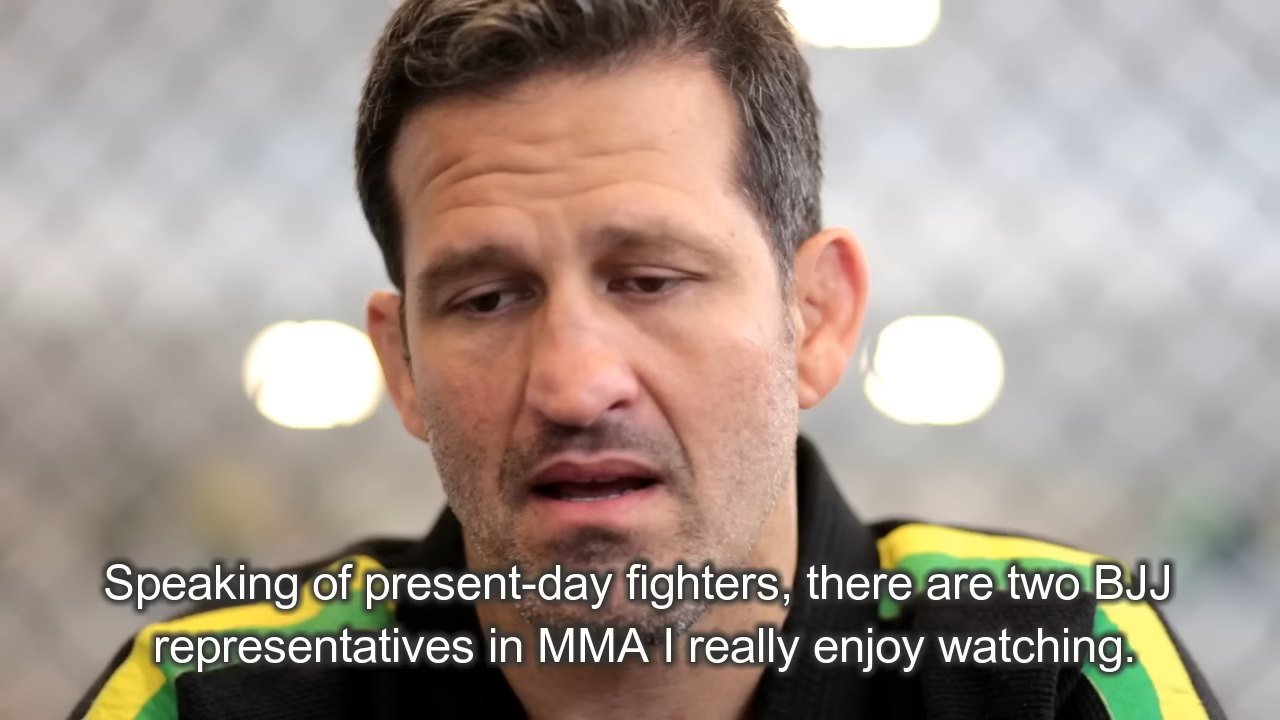 Speaking of present-day fighters, there are two BJJ
representatives in MMA I really enjoy watching.